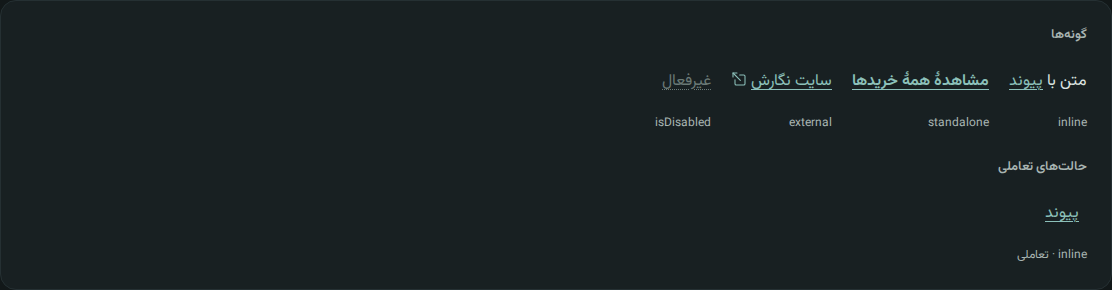 گونه‌ها
متن با پیوند مشاهدهٔ همهٔ خریدها سایت نگارش غیرفعال
inline standalone external isDisabled
حالت‌های تعاملی
پیوند
inline · تعاملی